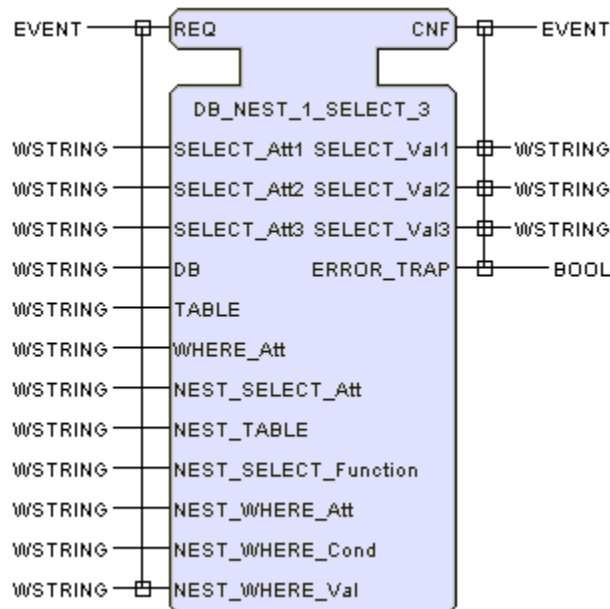 EVENT REQ CNF EVENT
DB_NEST_1_SELECT_3
WSTRING SELECT_Att1 SELECT_Val1 WSTRING
WSTRING SELECT_Att2 SELECT_Val2 WSTRING
WSTRING SELECT_Att3 SELECT_Val3 WSTRING
WSTRING DB ERROR_TRAP BOOL
WSTRING TABLE
WSTRING WHERE_Att
WSTRING NEST_SELECT_Att
WSTRING NEST_TABLE
WSTRING NEST_SELECT_Function
WSTRING NEST_WHERE_Att
WSTRING NEST_WHERE_Cond
WSTRING NEST_WHERE_Val